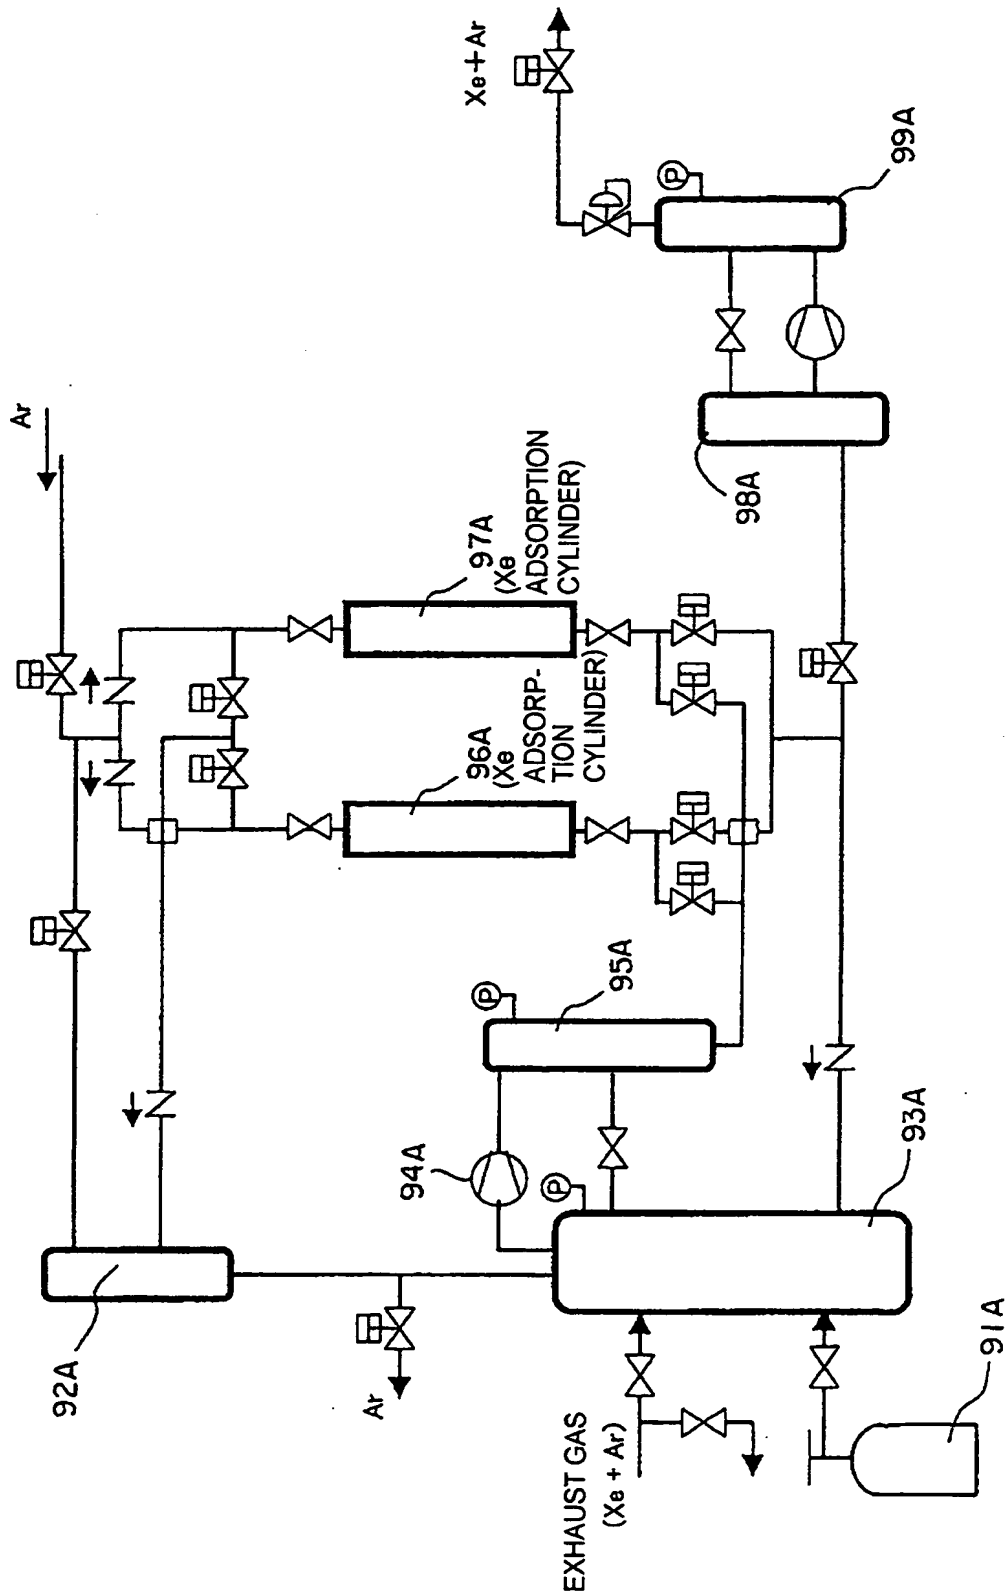 Ar
Xe+Ar
P
99A
98A
97A
(Xe
ADSORPTION
CYLINDER)
96A
(Xe
ADSORP-
TION
CYLINDER)
P
95A
94A
P
93A
92A
Ar
EXHAUST GAS
(Xe + Ar)
91A